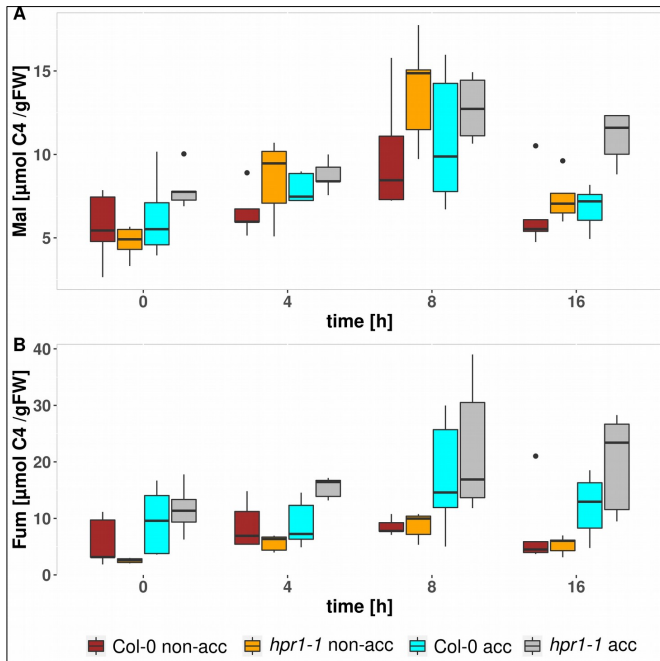 A
Mal [µmol C4 /gFW]
15
10
5
0 4 8 16
time [h]
B
Fum [µmol C4 /gFW]
40
30
20
10
0
0 4 8 16
time [h]
Col-0 non-acc hpr1-1 non-acc Col-0 acc hpr1-1 acc